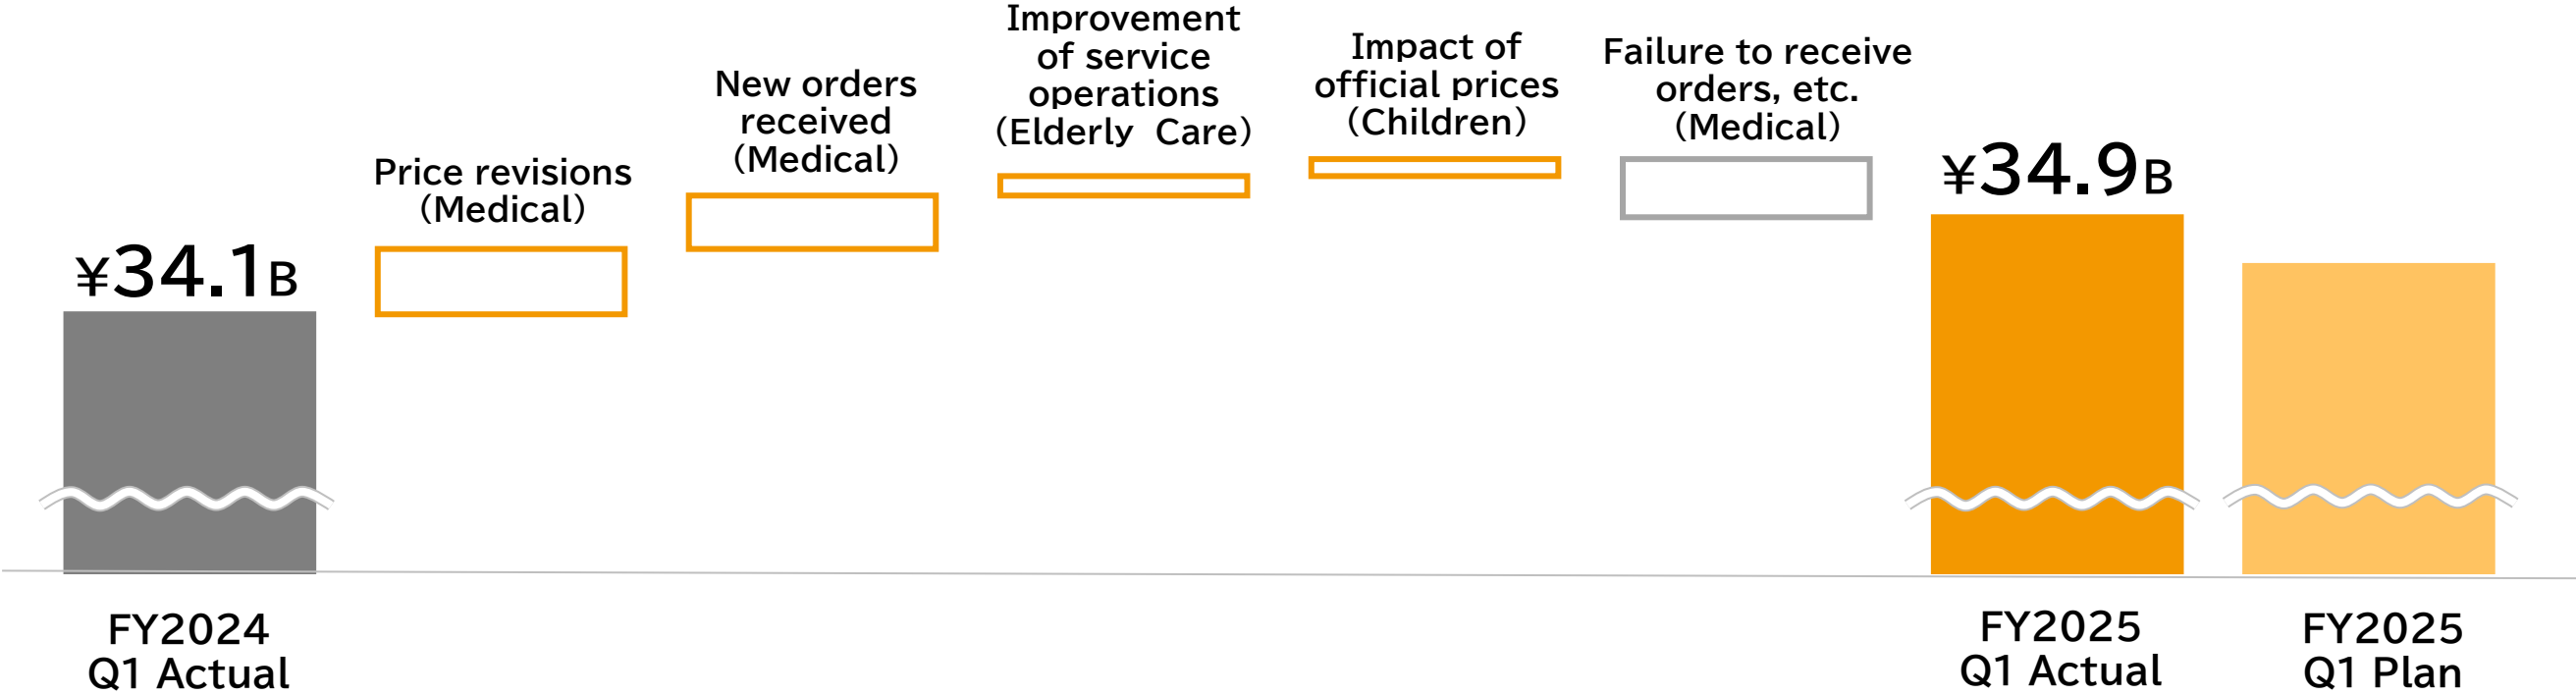 ¥34.1B
Price revisions
(Medical)
New orders
received
(Medical)
Improvement
of service
operations
(Elderly Care)
Impact of
official prices
(Children)
Failure to receive
orders, etc.
(Medical)
¥34.9B
FY2024
Q1 Actual
FY2025
Q1 Actual
FY2025
Q1 Plan